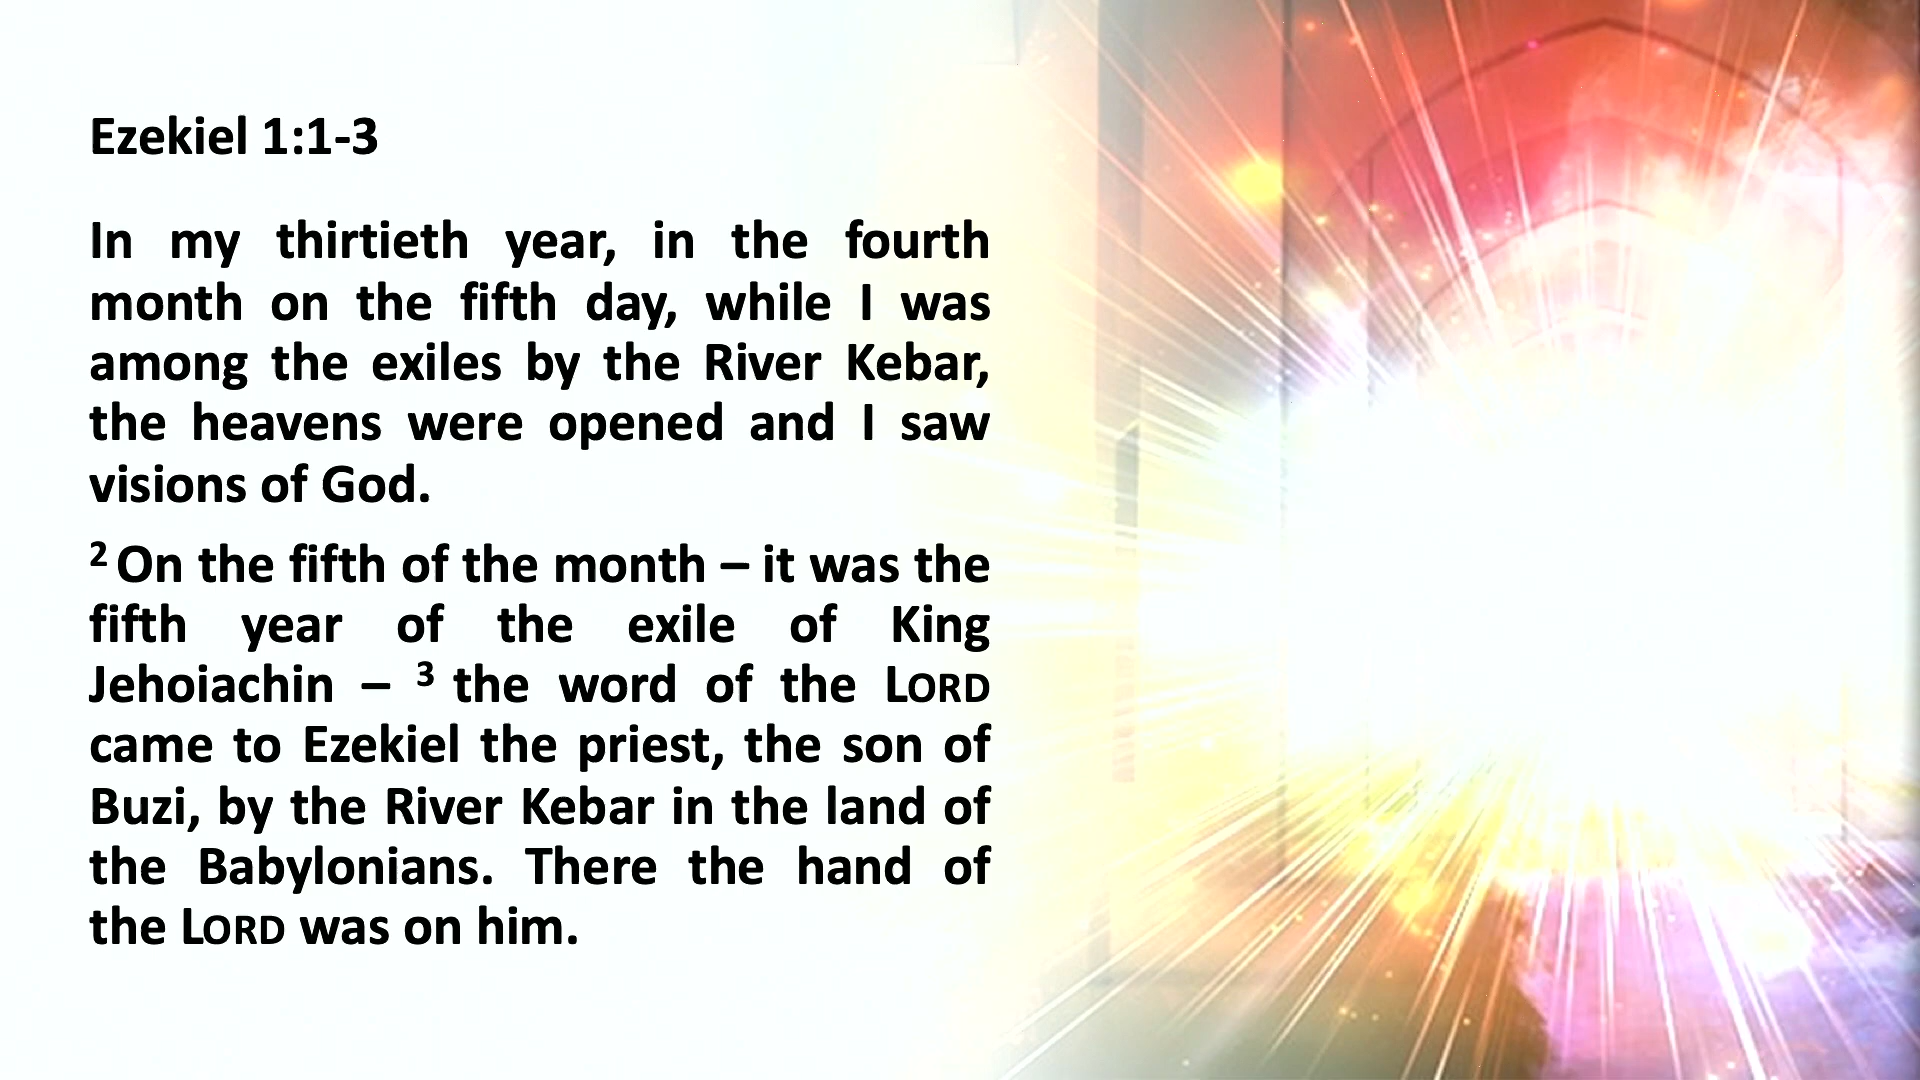 Ezekiel 1:1-3
In my thirtieth year, in the fourth
month on the fifth day, while I was
among the exiles by the River Kebar,
the heavens were opened and I saw
visions of God.
² On the fifth of the month – it was the
fifth year of the exile of King
Jehoiachin – ³ the word of the LORD
came to Ezekiel the priest, the son of
Buzi, by the River Kebar in the land of
the Babylonians. There the hand of
the LORD was on him.